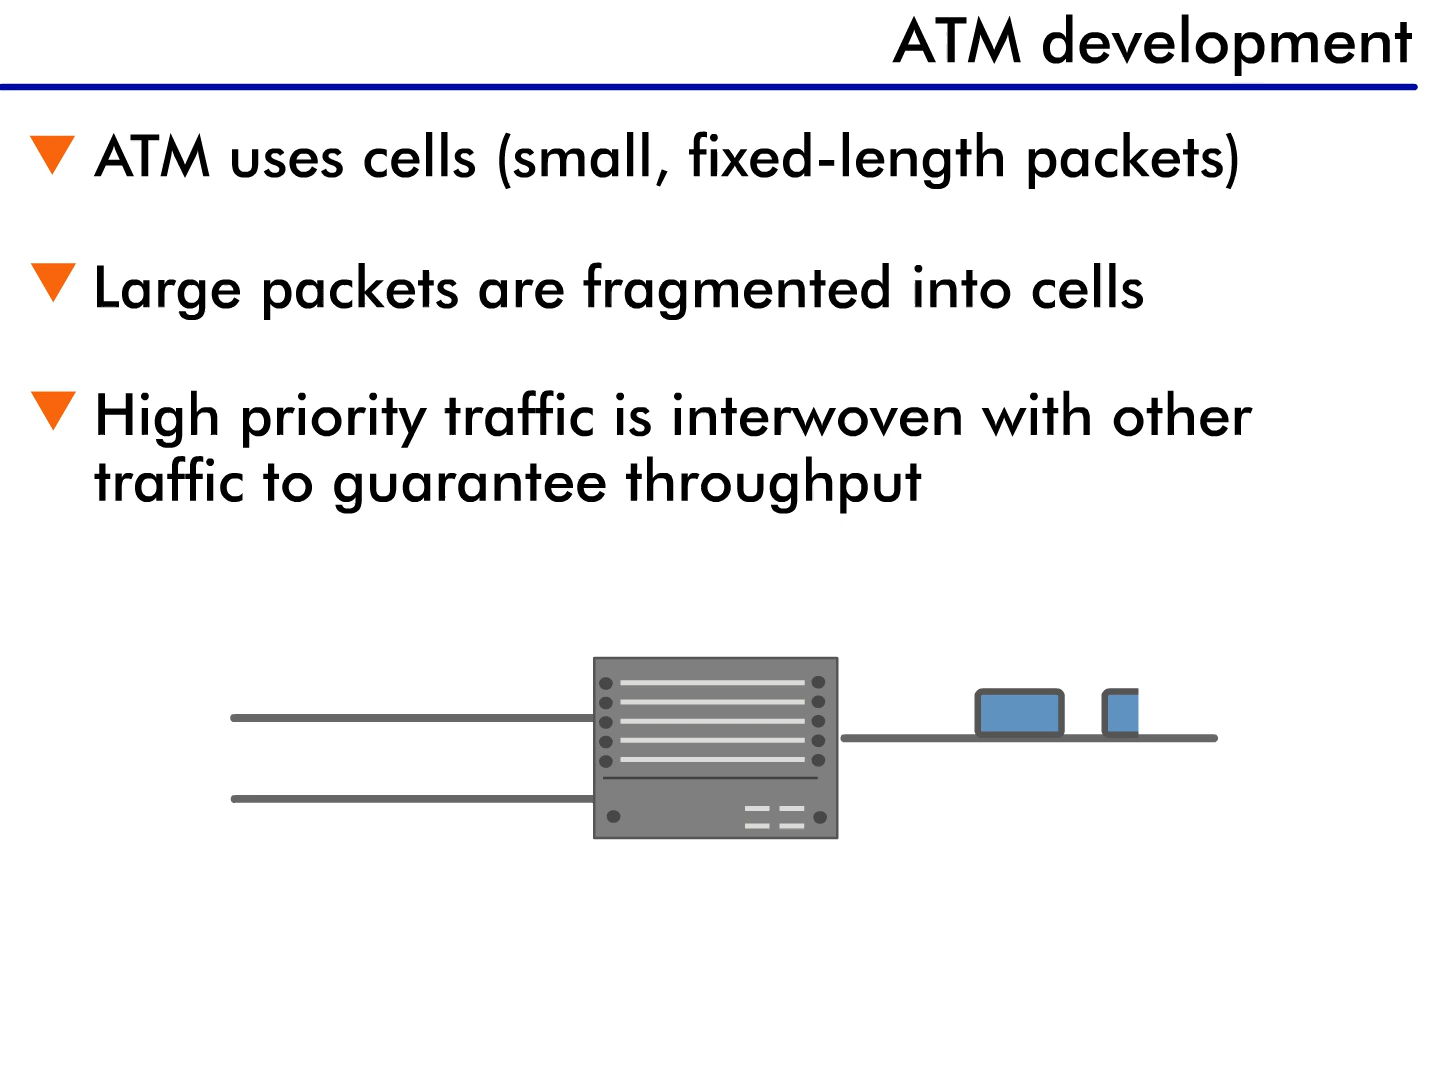 ATM development
ATM uses cells (small, fixed-length packets)
Large packets are fragmented into cells
High priority traffic is interwoven with other
traffic to guarantee throughput